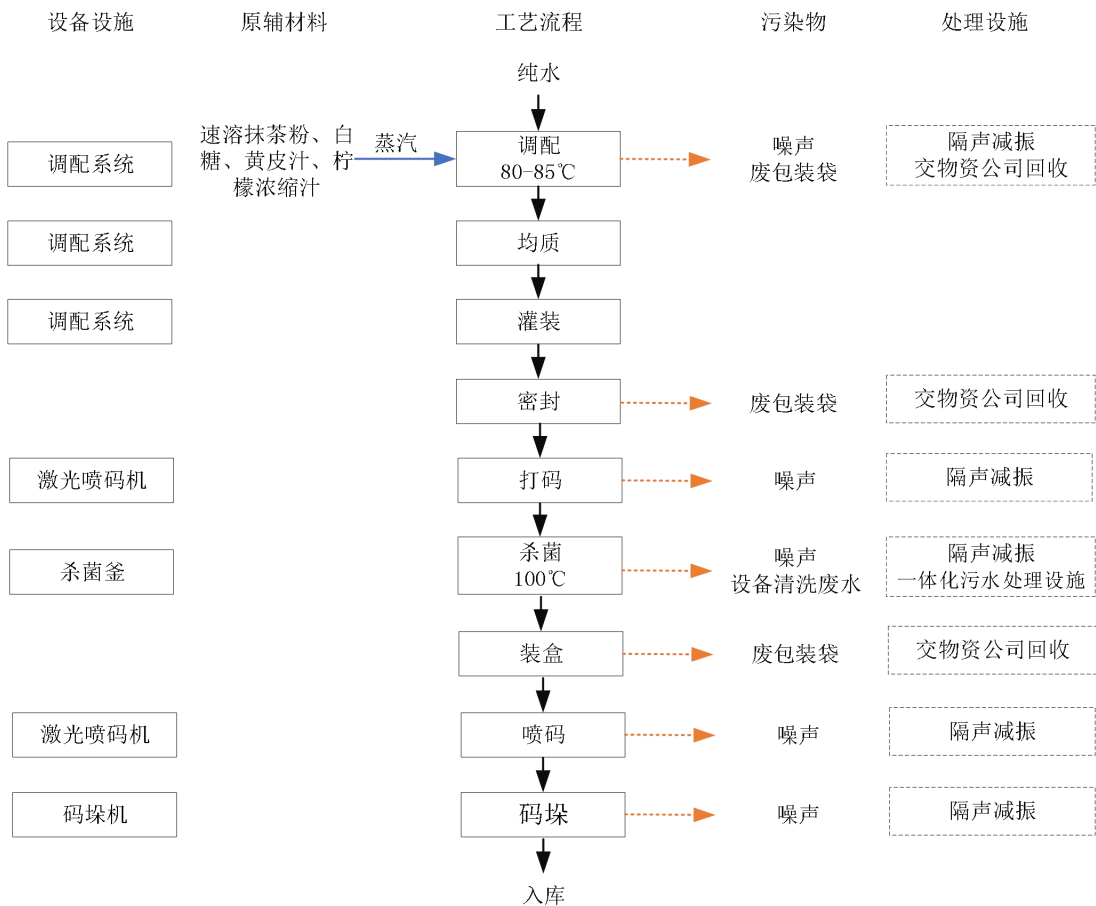 设备设施
原辅材料
工艺流程
污染物
处理设施
纯水
调配系统
速溶抹茶粉、白
糖、黄皮汁、柠
檬浓缩汁
蒸汽
调配
80-85℃
噪声
废包装袋
隔声减振
交物资公司回收
调配系统
均质
调配系统
灌装
密封
废包装袋
交物资公司回收
激光喷码机
打码
噪声
隔声减振
杀菌釜
杀菌
100℃
噪声
设备清洗废水
隔声减振
一体化污水处理设施
装盒
废包装袋
交物资公司回收
激光喷码机
喷码
噪声
隔声减振
码垛机
码垛
噪声
隔声减振
入库